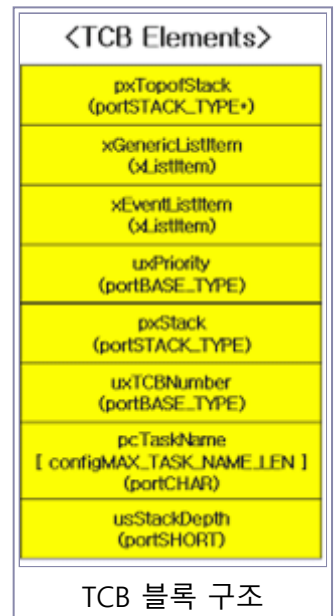 <TCB Elements>
pxTopofStack
(portSTACK_TYPE*)
xGenericListItem
(xListItem)
xEventListItem
(xListItem)
uxPriority
(portBASE_TYPE)
pxStack
(portSTACK_TYPE)
uxTCBNumber
(portBASE_TYPE)
pcTaskName
[ configMAX_TASK_NAME_LEN ]
(portCHAR)
usStackDepth
(portSHORT)
TCB 블록 구조